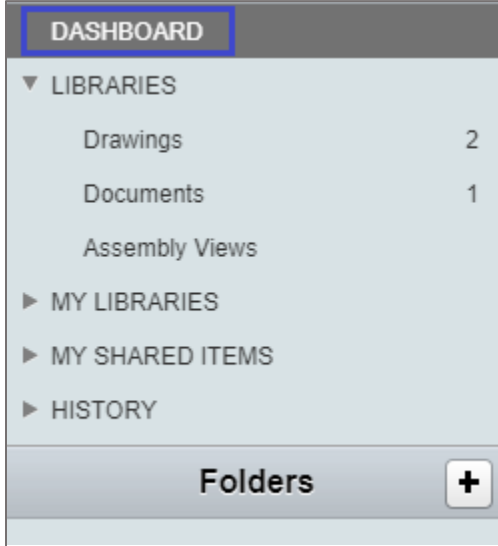 DASHBOARD
LIBRARIES
Drawings 2
Documents 1
Assembly Views
MY LIBRARIES
MY SHARED ITEMS
HISTORY
Folders +